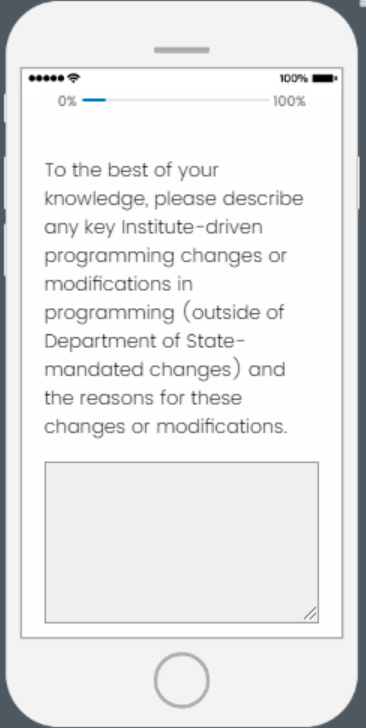 100%
0% 100%
To the best of your
knowledge, please describe
any key Institute-driven
programming changes or
modifications in
programming (outside of
Department of State-
mandated changes) and
the reasons for these
changes or modifications.